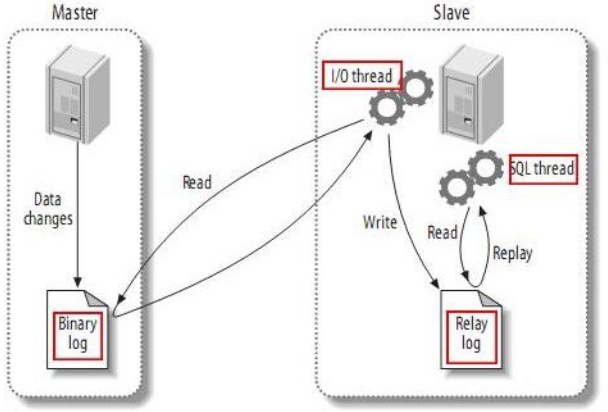 Master
Slave
I/O thread
SQL thread
Data
changes
Read
Write
Read
Replay
Binary
log
Relay
log